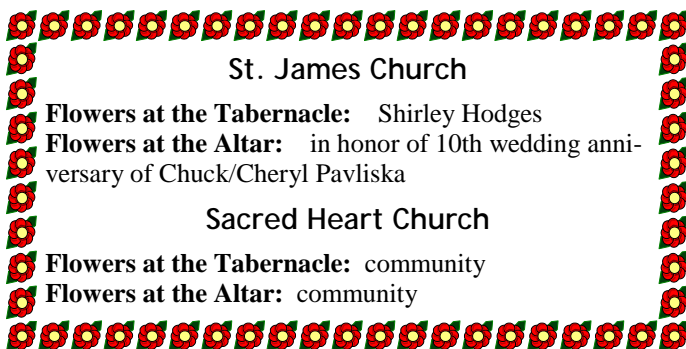 St. James Church
Flowers at the Tabernacle: Shirley Hodges
Flowers at the Altar: in honor of 10th wedding anni-
versary of Chuck/Cheryl Pavliska
Sacred Heart Church
Flowers at the Tabernacle: community
Flowers at the Altar: community